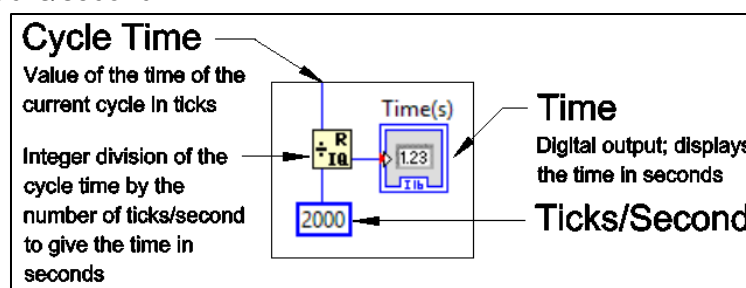 Cycle Time
Value of the time of the
current cycle in ticks
Integer division of the
cycle time by the
number of ticks/second
to give the time in
seconds
Time(s)
R
÷IQ
1.23
I16
2000
Time
Digital output; displays
the time in seconds
Ticks/Second